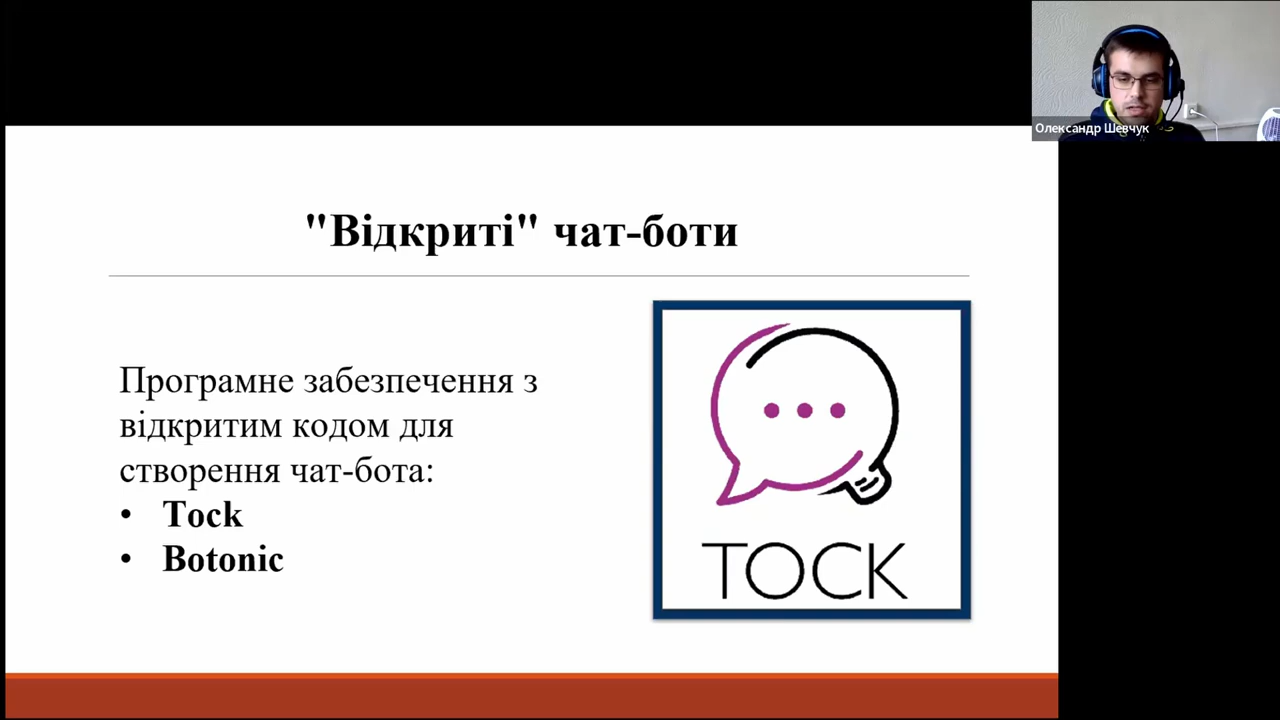 Олександр Шевчук
"Відкриті" чат-боти
Програмне забезпечення з
відкритим кодом для
створення чат-бота:
• Tock
• Botonic
TOCK